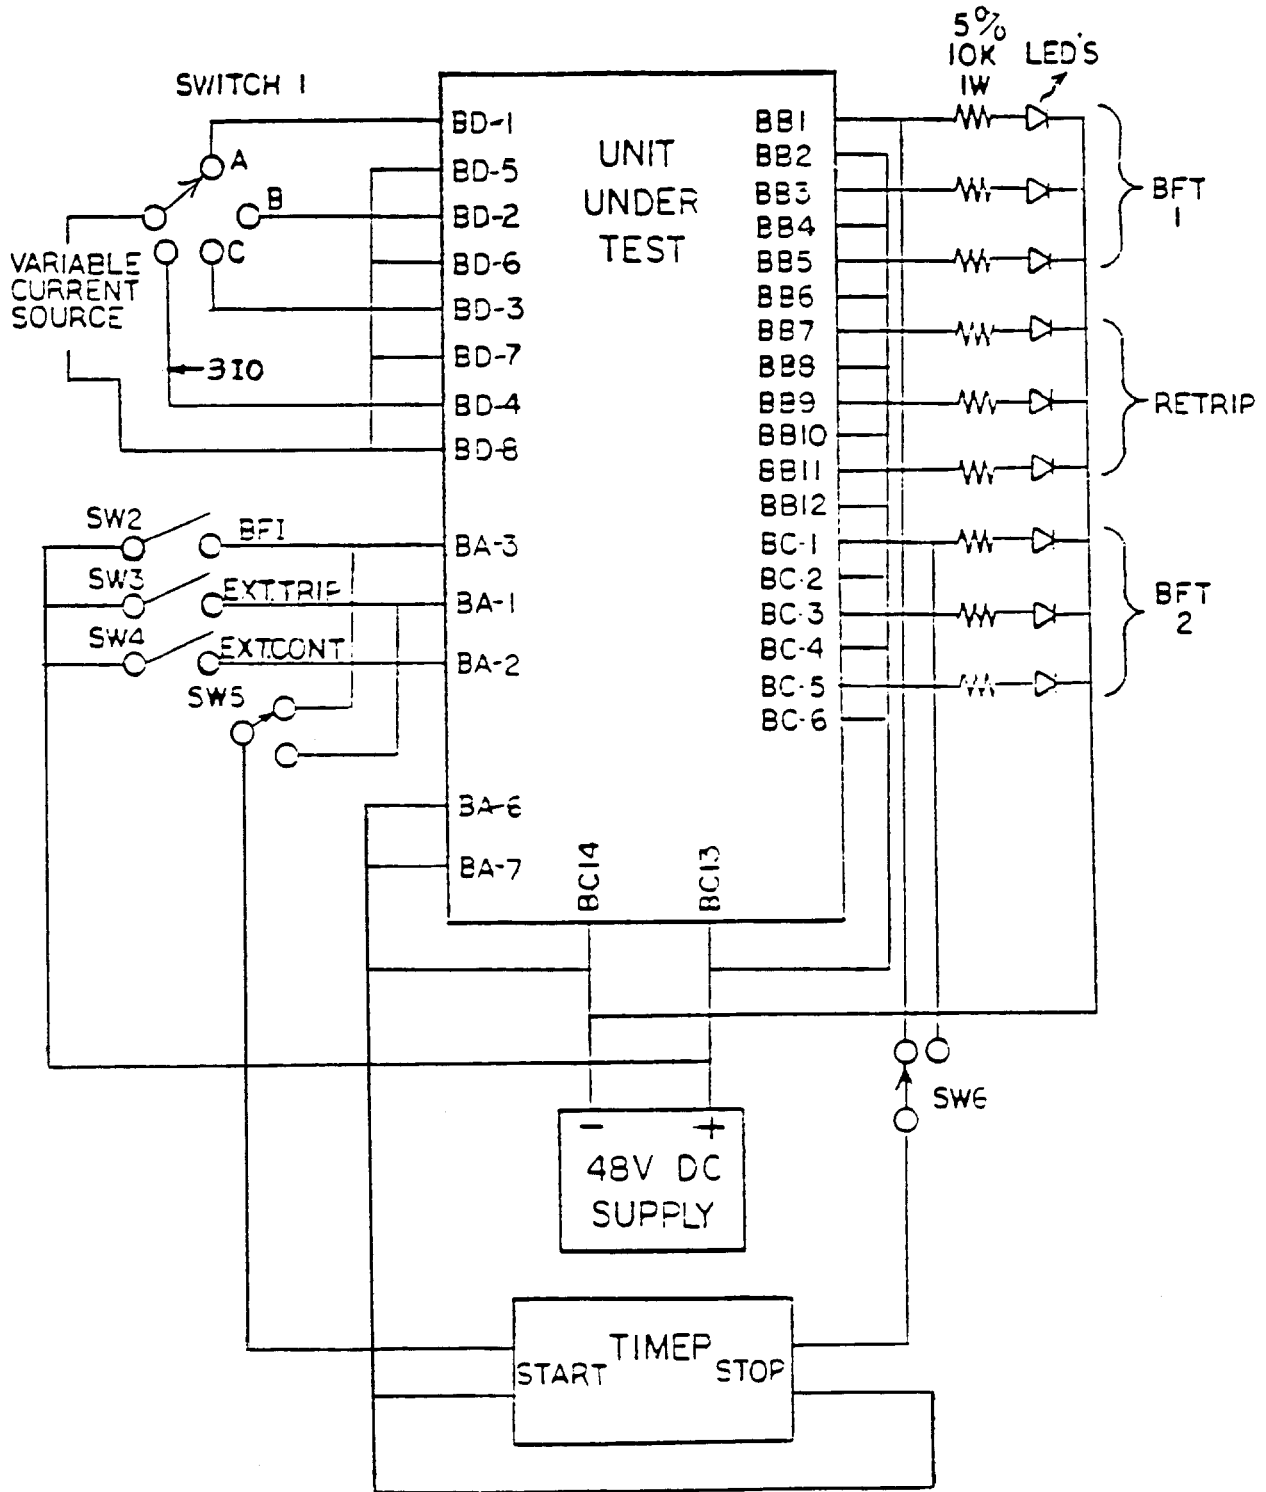 SWITCH 1
A
B
C
VARIABLE
CURRENT
SOURCE
3IO
SW2
BFI
SW3
EXT.TRIP
SW4
EXT.CONT
SW5
BD-1
BD-5
BD-2
BD-6
BD-3
BD-7
BD-4
BD-8
BA-3
BA-1
BA-2
BA-6
BA-7
UNIT
UNDER
TEST
BC14
BC13
BB1
BB2
BB3
BB4
BB5
BB6
BB7
BB8
BB9
BB10
BB11
BB12
BC-1
BC-2
BC-3
BC-4
BC-5
BC-6
5%
10K
1W
LED'S
BFT
1
RETRIP
BFT
2
SW6
- +
48V DC
SUPPLY
TIMER
START
STOP